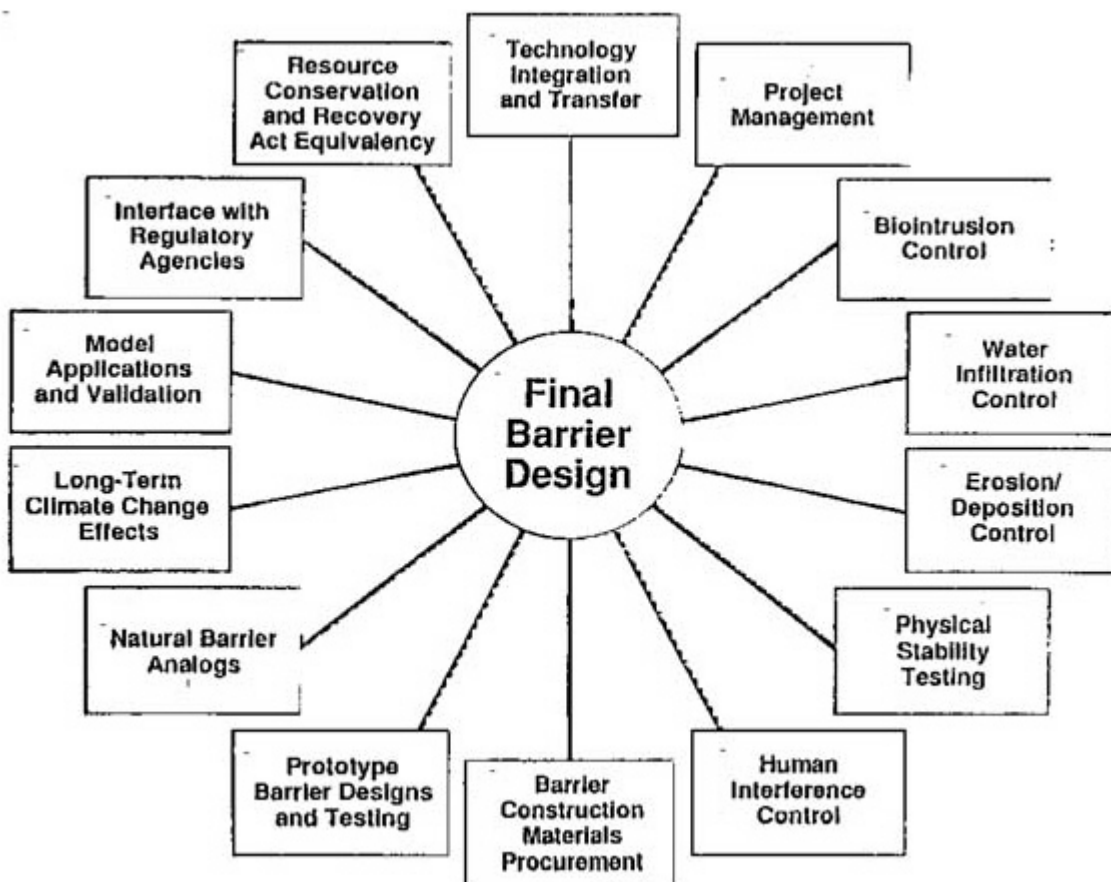 Technology
Integration
and Transfer
Project
Management
Biointrusion
Control
Water
Infiltration
Control
Erosion/
Deposition
Control
Physical
Stability
Testing
Human
Interference
Control
Barrier
Construction
Materials
Procurement
Prototype
Barrier Designs
and Testing
Natural Barrier
Analogs
Long-Term
Climate Change
Effects
Model
Applications
and Validation
Interface with
Regulatory
Agencies
Resource
Conservation
and Recovery
Act Equivalency
Final
Barrier
Design